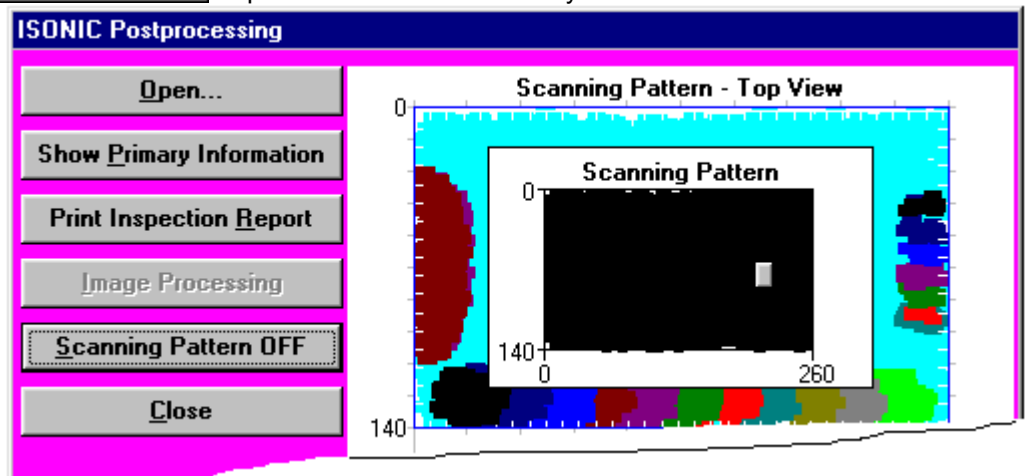 ISONIC Postprocessing
Open...
Show Primary Information
Print Inspection Report
Image Processing
Scanning Pattern OFF
Close
Scanning Pattern - Top View
0
Scanning Pattern
0
140
0 260
140